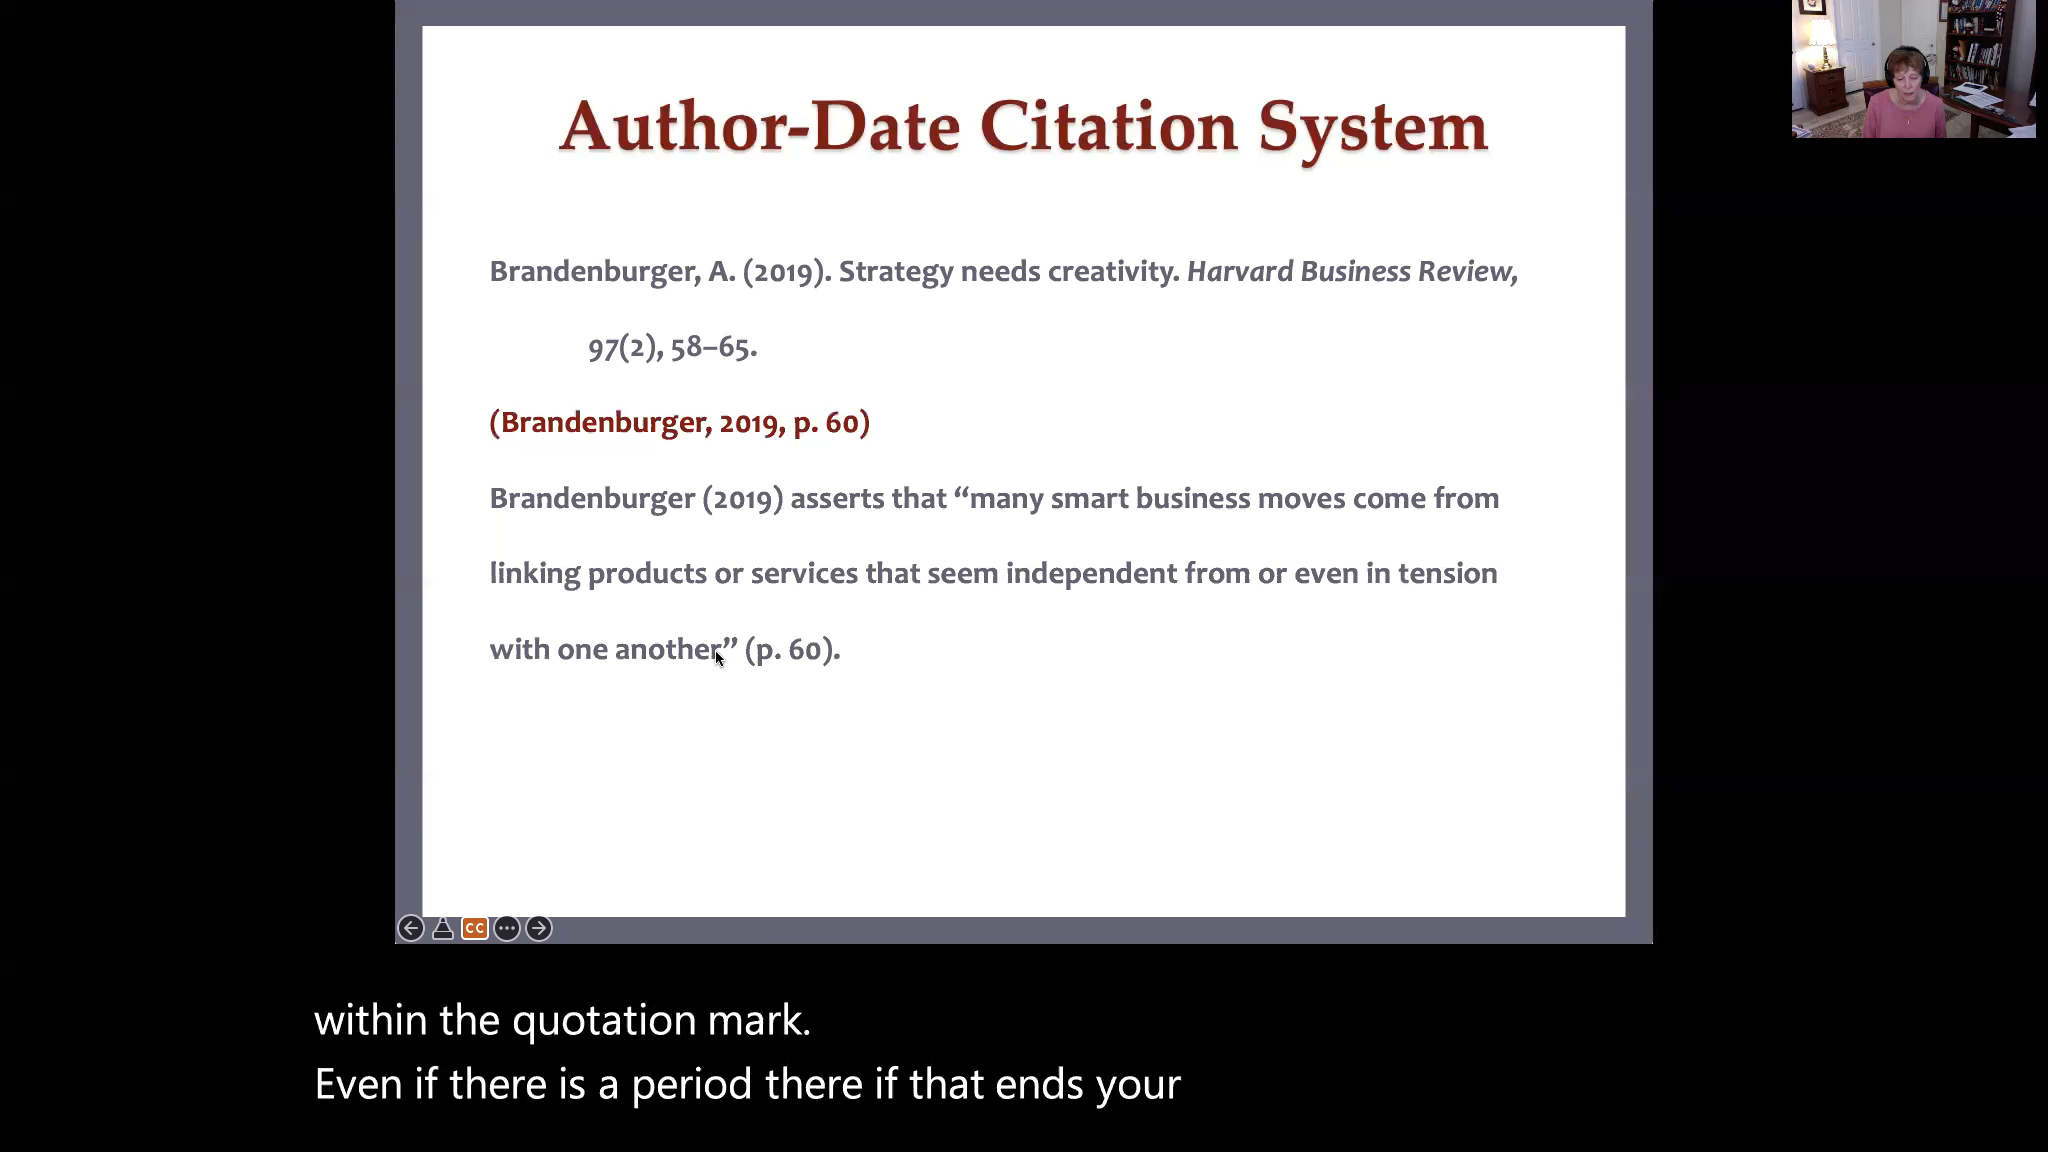 Author-Date Citation System
Brandenburger, A. (2019). Strategy needs creativity. Harvard Business Review,
97(2), 58–65.
(Brandenburger, 2019, p. 60)
Brandenburger (2019) asserts that “many smart business moves come from
linking products or services that seem independent from or even in tension
with one another” (p. 60).
CC
within the quotation mark.
Even if there is a period there if that ends your